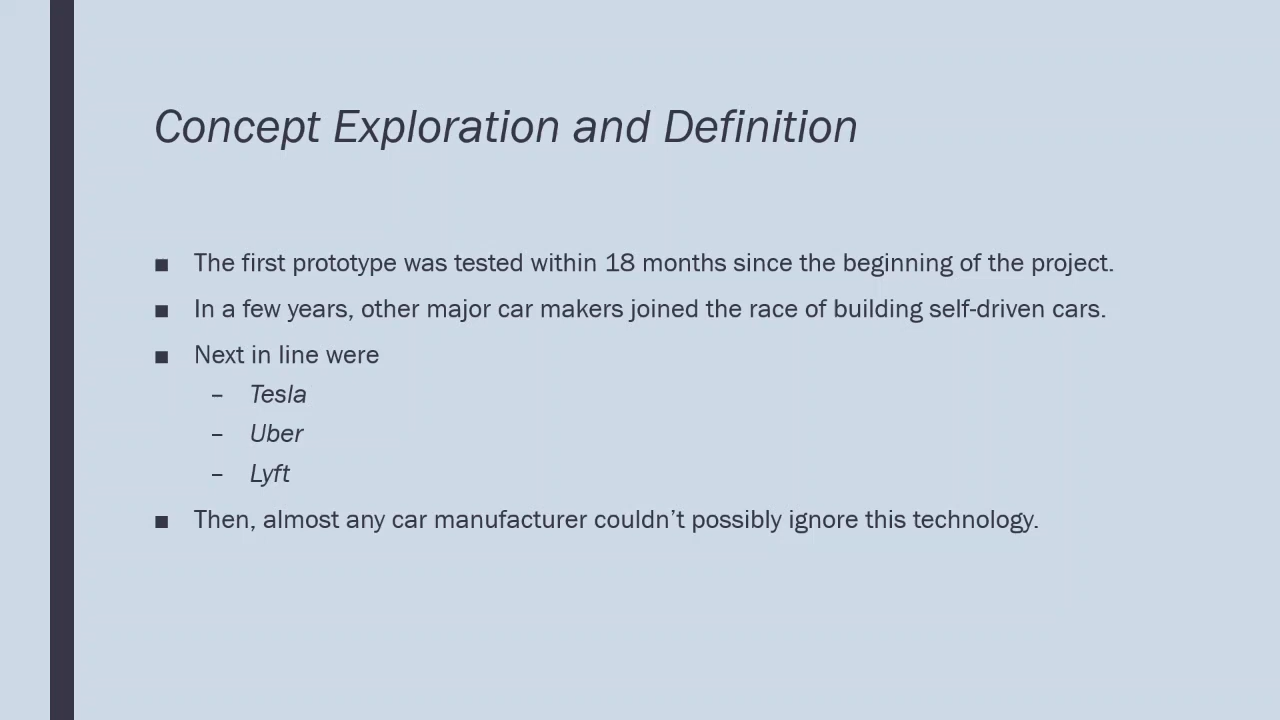 Concept Exploration and Definition
■ The first prototype was tested within 18 months since the beginning of the project.
■ In a few years, other major car makers joined the race of building self-driven cars.
■ Next in line were
– Tesla
– Uber
– Lyft
■ Then, almost any car manufacturer couldn’t possibly ignore this technology.